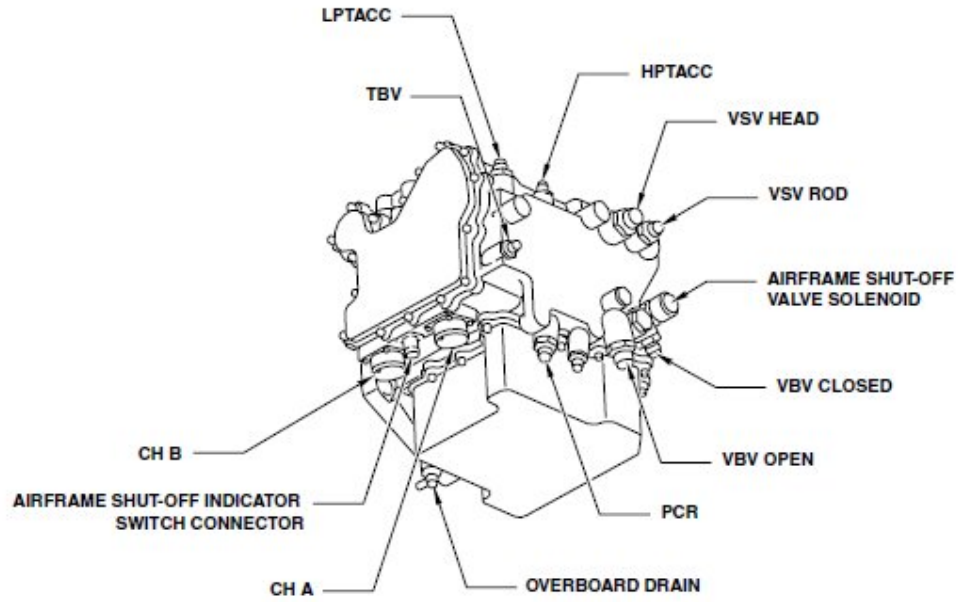 LPTACC
HPTACC
TBV
VSV HEAD
VSV ROD
AIRFRAME SHUT-OFF
VALVE SOLENOID
VBV CLOSED
CH B
VBV OPEN
AIRFRAME SHUT-OFF INDICATOR
SWITCH CONNECTOR
PCR
CH A
OVERBOARD DRAIN